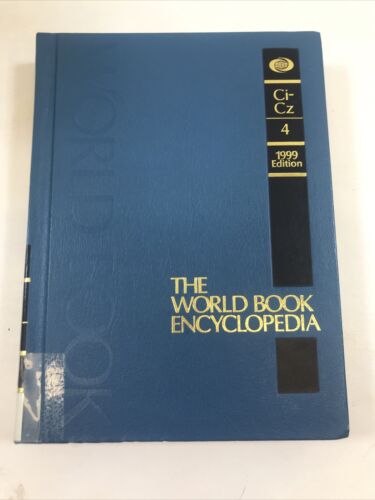 Ci-
Cz
4
1999
Edition
THE
WORLD BOOK
ENCYCLOPEDIA
WORLD BOOK